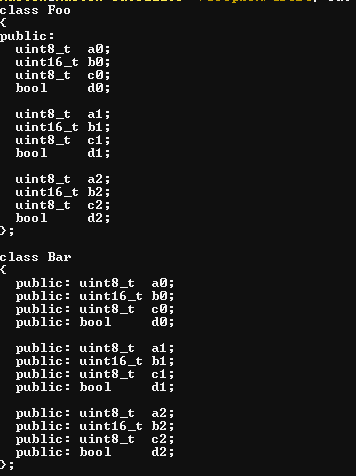 class Foo
{
public:
  uint8_t  a0;
  uint16_t b0;
  uint8_t  c0;
  bool     d0;

  uint8_t  a1;
  uint16_t b1;
  uint8_t  c1;
  bool     d1;

  uint8_t  a2;
  uint16_t b2;
  uint8_t  c2;
  bool     d2;
};

class Bar
{
  public: uint8_t  a0;
  public: uint16_t b0;
  public: uint8_t  c0;
  public: bool     d0;

  public: uint8_t  a1;
  public: uint16_t b1;
  public: uint8_t  c1;
  public: bool     d1;

  public: uint8_t  a2;
  public: uint16_t b2;
  public: uint8_t  c2;
  public: bool     d2;
};